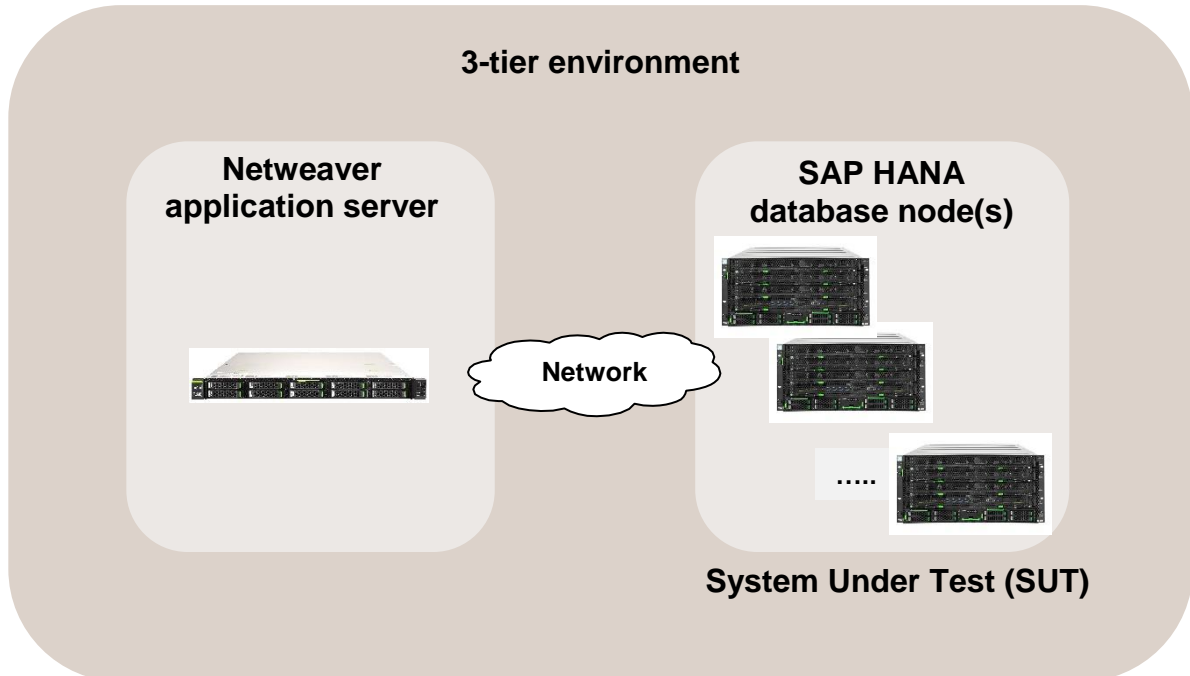 3-tier environment
Netweaver
application server
SAP HANA
database node(s)
Network
.....
System Under Test (SUT)